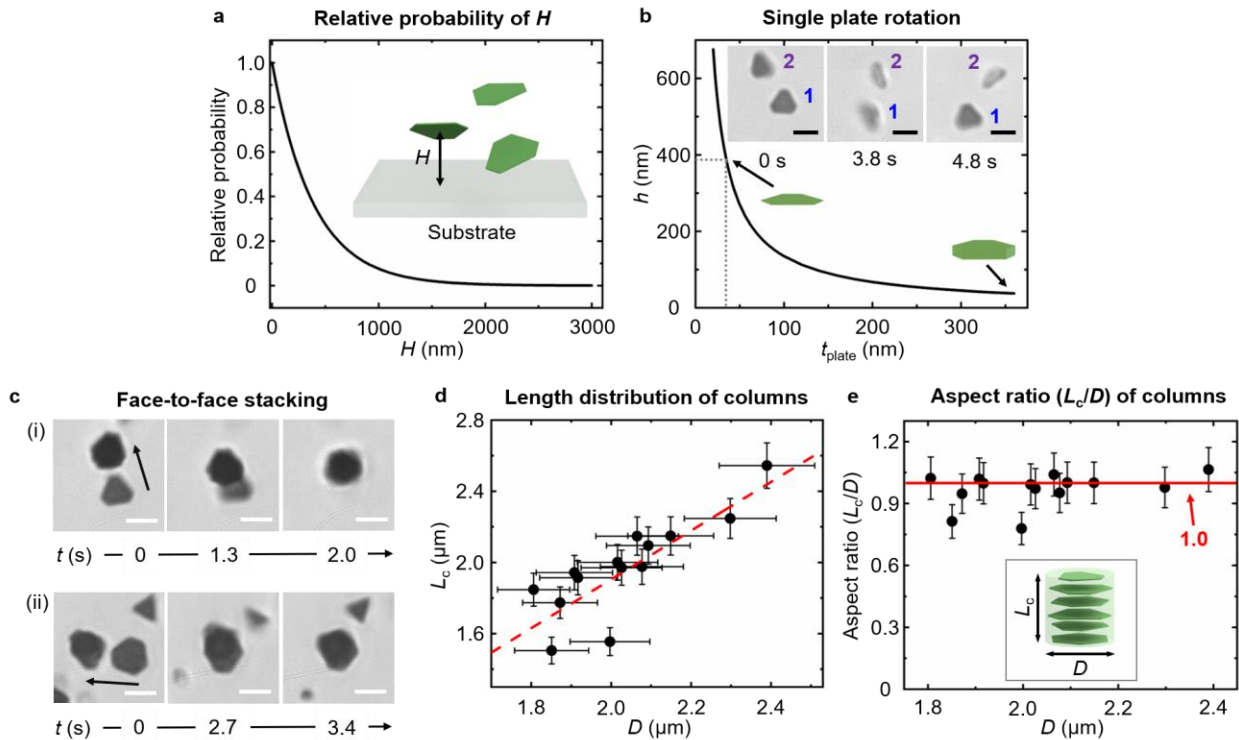 a Relative probability of H
Relative probability
1.0
0.8
0.6
0.4
0.2
0
H
Substrate
0 1000 2000 3000
H (nm)
b Single plate rotation
h (nm)
600
400
200
0
2 2 2
1 1 1
0 s 3.8 s 4.8 s
0 100 200 300
tplate (nm)
c Face-to-face stacking
(i)
t (s) 0 1.3 2.0
(ii)
t (s) 0 2.7 3.4
d Length distribution of columns
Lc (μm)
2.8
2.4
2.0
1.6
1.8 2.0 2.2 2.4
D (μm)
e Aspect ratio (Lc/D) of columns
Aspect ratio (Lc/D)
1.2
0.9
0.6
0.3
0
1.0
Lc
D
1.8 2.0 2.2 2.4
D (μm)